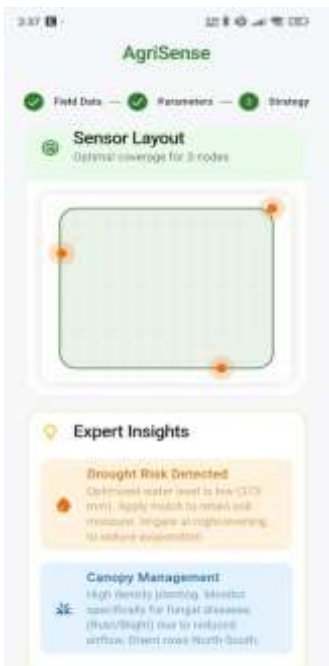 3:37
AgriSense
Field Data — Parameters — 3 Strategy
Sensor Layout
Optimal coverage for 3 nodes
Expert Insights
Drought Risk Detected
Optimized water level is low
mm). Apply mulch to retain soil
moisture. Irrigate at night/evening
to reduce evaporation.
Canopy Management
High density planting. Monitor
specifically for fungal diseases
(Rust/Blight) due to reduced
airflow. Orient rows North-South.